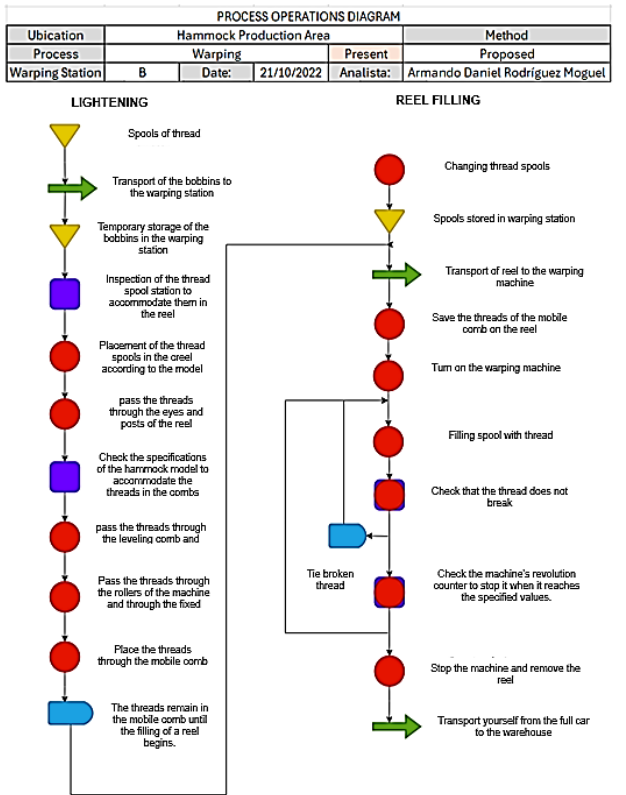 PROCESS OPERATIONS DIAGRAM
Ubication Hammock Production Area Method
Process Warping Present Proposed
Warping Station B Date: 21/10/2022 Analista: Armando Daniel Rodríguez Moguel
LIGHTENING
Spools of thread
Transport of the bobbins to
the warping station
Temporary storage of the
bobbins in the warping
station
Inspection of the thread
spool station to
accommodate them in
the reel
Placement of the thread
spools in the creel
according to the model
pass the threads
through the eyes and
posts of the reel
Check the specifications
of the hammock model to
accommodate the
threads in the combs
pass the threads through
the leveling comb and
Pass the threads through
the rollers of the machine
and through the fixed
Place the threads
through the mobile comb
The threads remain in
the mobile comb until
the filling of a reel
begins.
REEL FILLING
Changing thread spools
Spools stored in warping station
Transport of reel to the warping
machine
Save the threads of the mobile
comb on the reel
Turn on the warping machine
Filling spool with thread
Check that the thread does not
break
Tie broken
thread
Check the machine's revolution
counter to stop it when it reaches
the specified values.
Stop the machine and remove the
reel
Transport yourself from the full car
to the warehouse